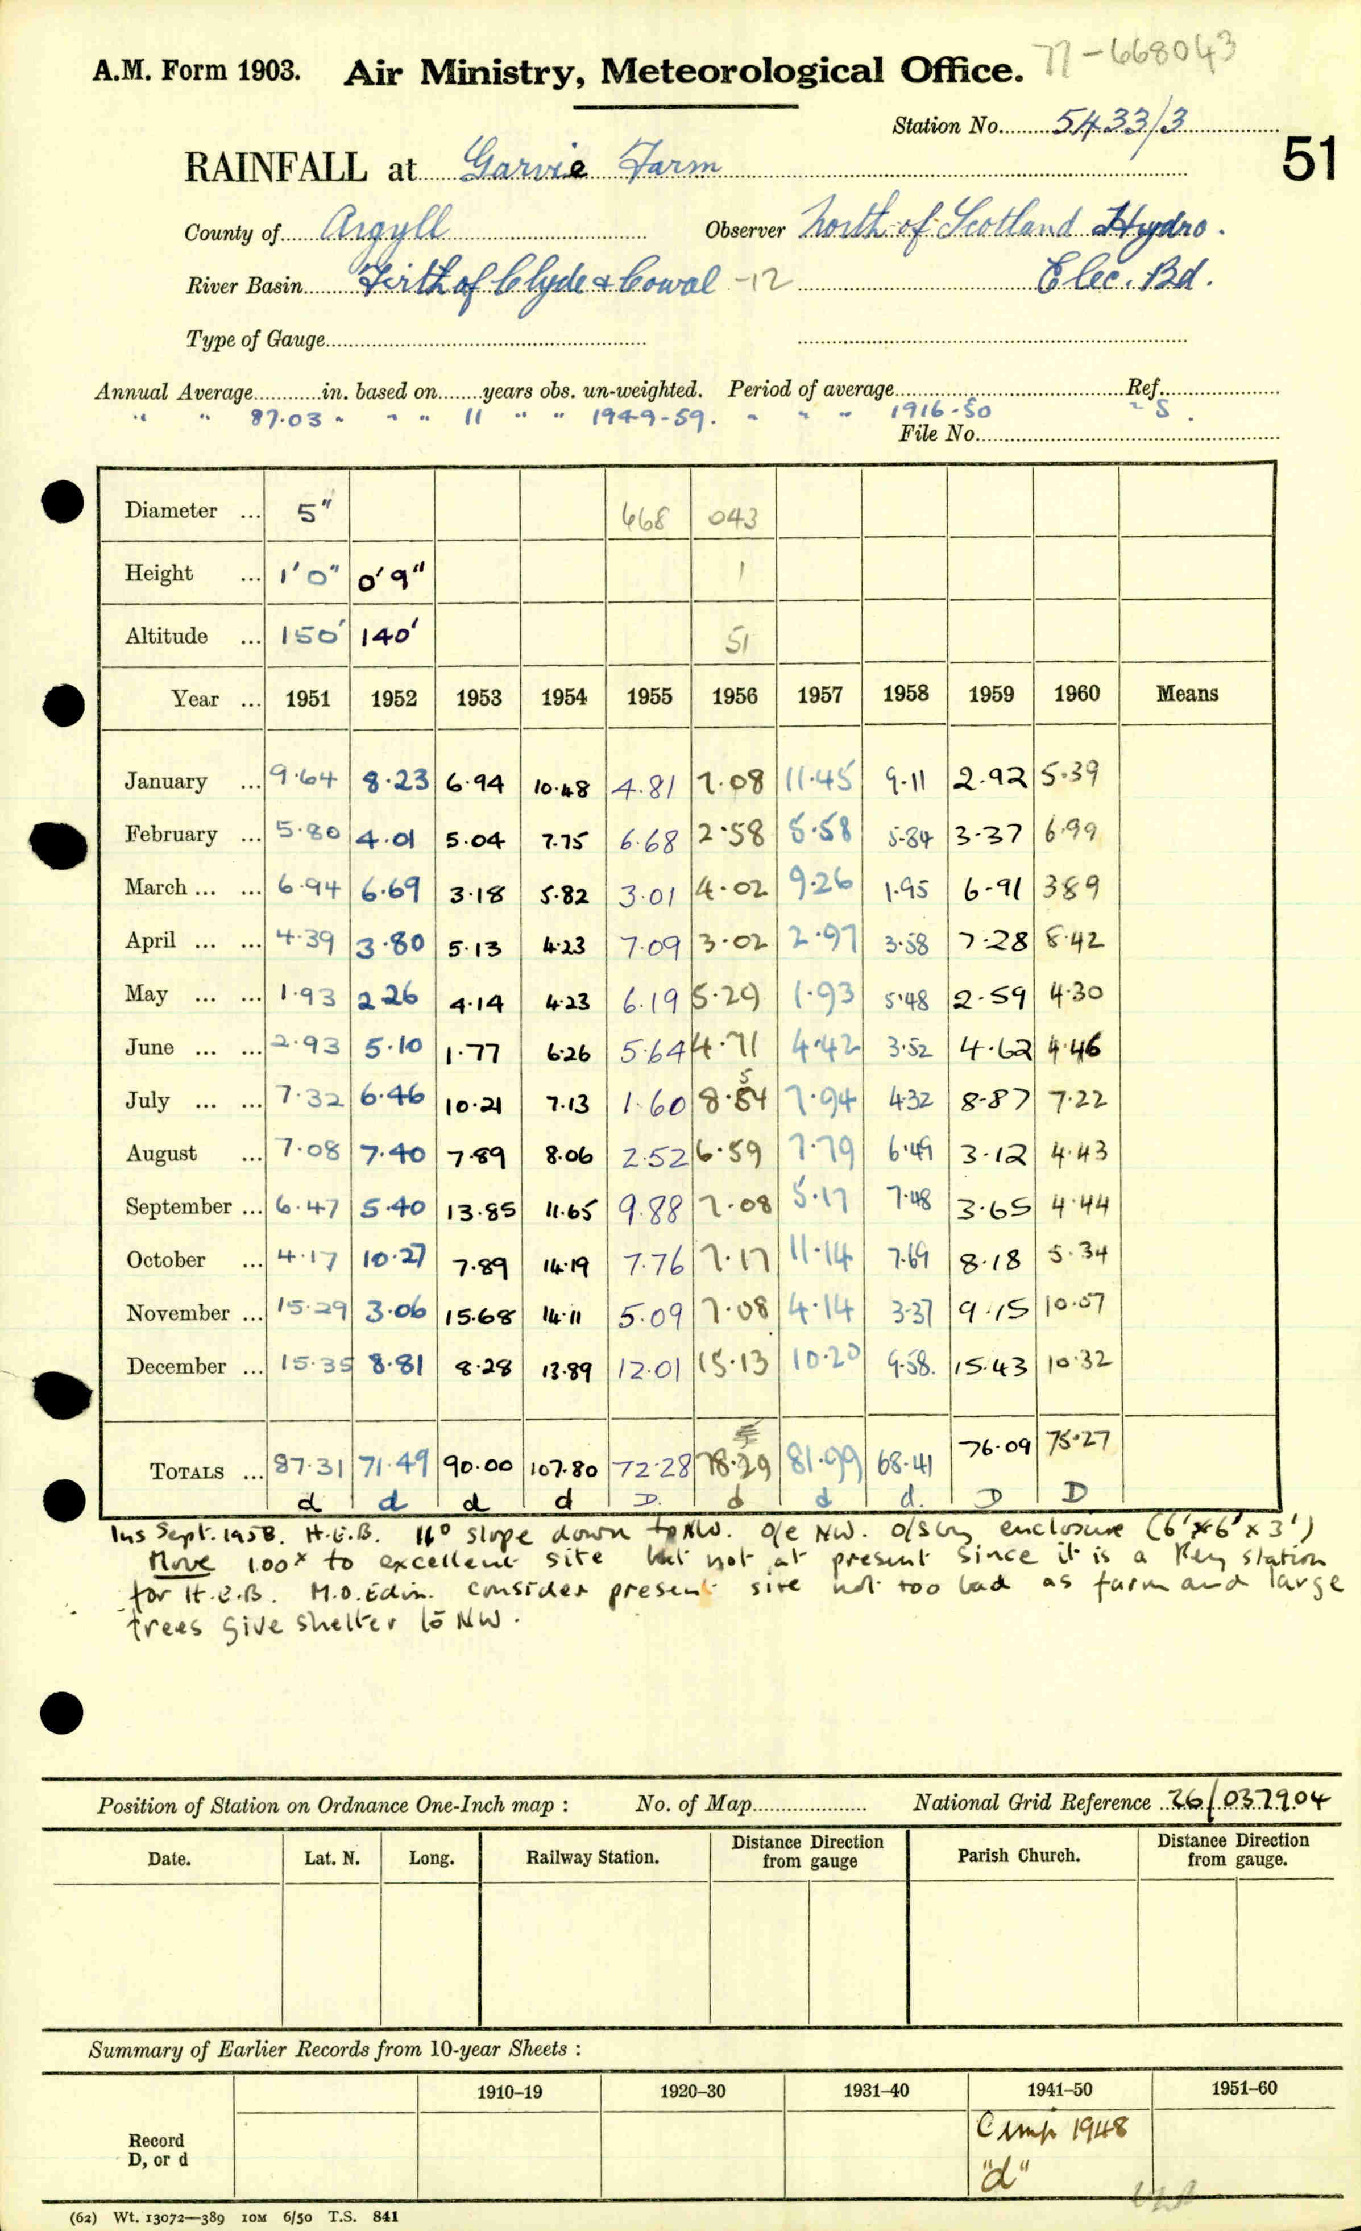 77-668043
A.M. Form 1903. Air Ministry, Meteorological Office.
Station No. 5433/3
51
RAINFALL at Garvie Farm
County of Argyll Observer North of Scotland Hydro.
River Basin Firth of Clyde & Cowal -12 Elec. Bd.
Type of Gauge
Annual Average in. based on years obs. un-weighted. Period of average Ref.
" " 87.03 " " " 11 " " 1949-59. " " " 1916-50 " S.
File No.
Diameter ... 5" 668 043
Height ... 1'0" 0'9" 1
Altitude ... 150' 140' 51
Year ... 1951 1952 1953 1954 1955 1956 1957 1958 1959 1960 Means
January ... 9.64 8.23 6.94 10.48 4.81 7.08 11.45 9.11 2.92 5.39
February ... 5.80 4.01 5.04 7.75 6.68 2.58 5.58 5.84 3.37 6.99
March ... ... 6.94 6.69 3.18 5.82 3.01 4.02 9.26 1.95 6.91 389
April ... ... 4.39 3.80 5.13 4.23 7.09 3.02 2.97 3.58 7.28 8.42
May ... ... 1.93 2.26 4.14 4.23 6.19 5.29 1.93 5.48 2.59 4.30
June ... ... 2.93 5.10 1.77 6.26 5.64 4.71 4.42 3.52 4.62 4.46
July ... ... 7.32 6.46 10.21 7.13 1.60 8.54 7.94 4.32 8.87 7.22
August ... 7.08 7.40 7.89 8.06 2.52 6.59 7.79 6.49 3.12 4.43
September ... 6.47 5.40 13.85 11.65 9.88 7.08 5.17 7.48 3.65 4.44
October ... 4.17 10.27 7.89 14.19 7.76 7.17 11.14 7.69 8.18 5.34
November ... 15.29 3.06 15.68 14.11 5.09 7.08 4.14 3.37 9.15 10.07
December ... 15.35 8.81 8.28 13.89 12.01 15.13 10.20 9.58. 15.43 10.32
TOTALS ... 87.31 71.49 90.00 107.80 72.28 78.29 81.99 68.41 76.09 75.27
d d d d D. d d d. D D
Ins Sept. 1958. H.E.B. 16° slope down to NW. o/e NW. o/s by enclosure (6'x6'x3')
Move 100x to excellent site but not at present since it is a Key station
for H.E.B. M.O. Edin. consider present site not too bad as farm and large
trees give shelter to NW.
Position of Station on Ordnance One-Inch map : No. of Map National Grid Reference 26/037904
Date. Lat. N. Long. Railway Station. Distance Direction from gauge Parish Church. Distance Direction from gauge.
Summary of Earlier Records from 10-year Sheets :
1910-19 1920-30 1931-40 1941-50 1951-60
Record
D, or d
Comp 1948
"d"
(62) Wt. 13072—389 10M 6/50 T.S. 841